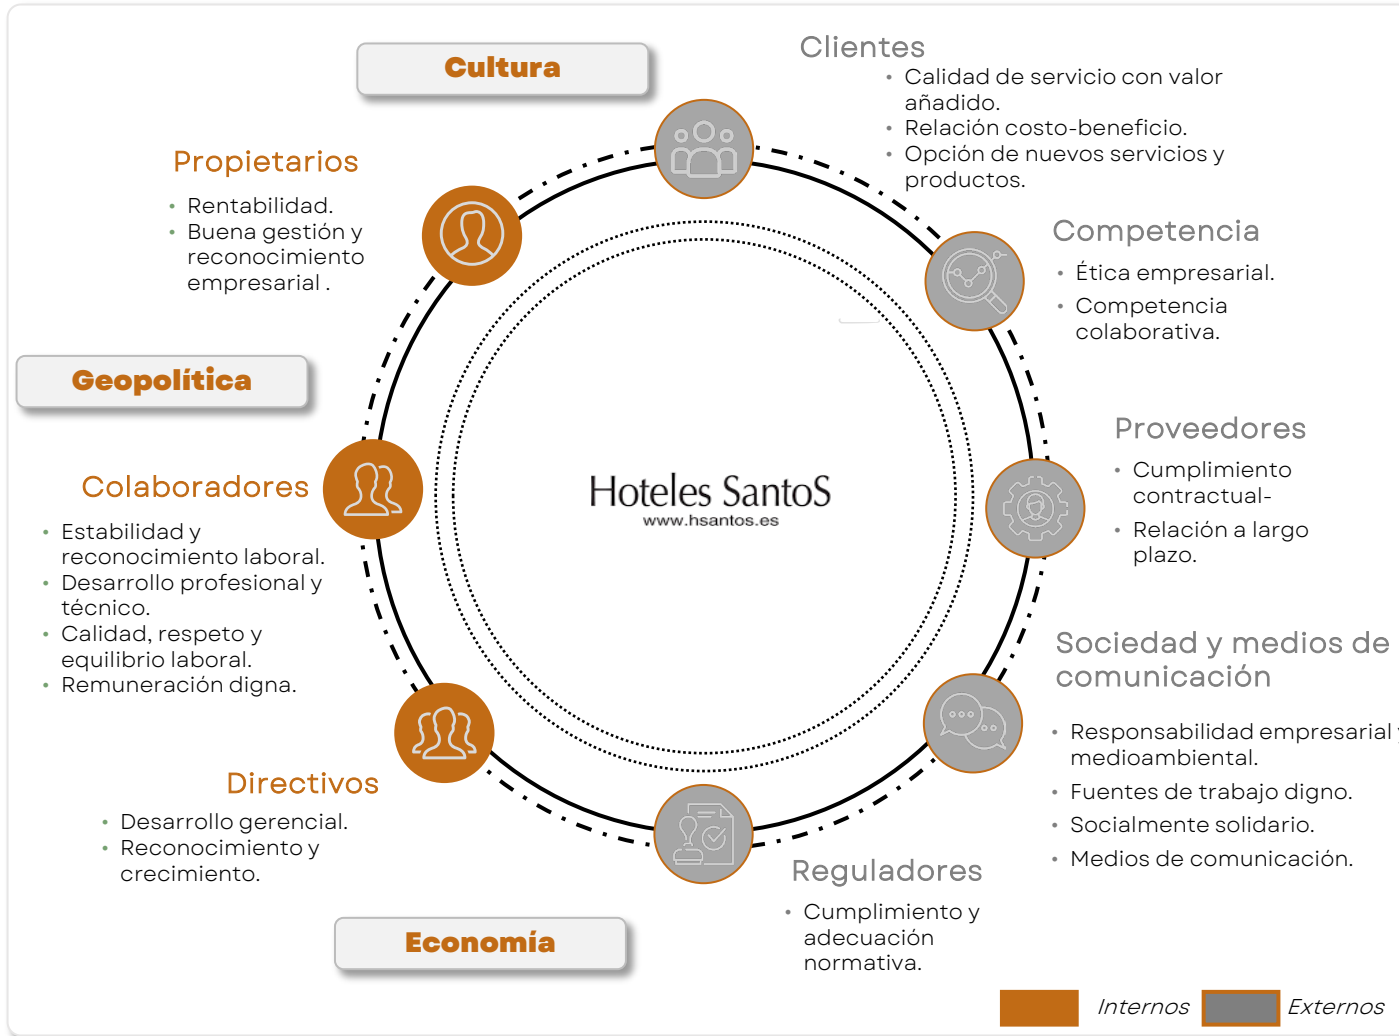 Cultura
Clientes
• Calidad de servicio con valor
añadido.
• Relación costo-beneficio.
• Opción de nuevos servicios y
productos.
Propietarios
• Rentabilidad.
• Buena gestión y
reconocimiento
empresarial .
Competencia
• Ética empresarial.
• Competencia
colaborativa.
Geopolítica
Proveedores
• Cumplimiento
contractual-
• Relación a largo
plazo.
Colaboradores
• Estabilidad y
reconocimiento laboral.
• Desarrollo profesional y
técnico.
• Calidad, respeto y
equilibrio laboral.
• Remuneración digna.
Hoteles SantoS
www.hsantos.es
Sociedad y medios de
comunicación
• Responsabilidad empresarial y
medioambiental.
• Fuentes de trabajo digno.
• Socialmente solidario.
• Medios de comunicación.
Directivos
• Desarrollo gerencial.
• Reconocimiento y
crecimiento.
Reguladores
• Cumplimiento y
adecuación
normativa.
Economía
Internos
Externos